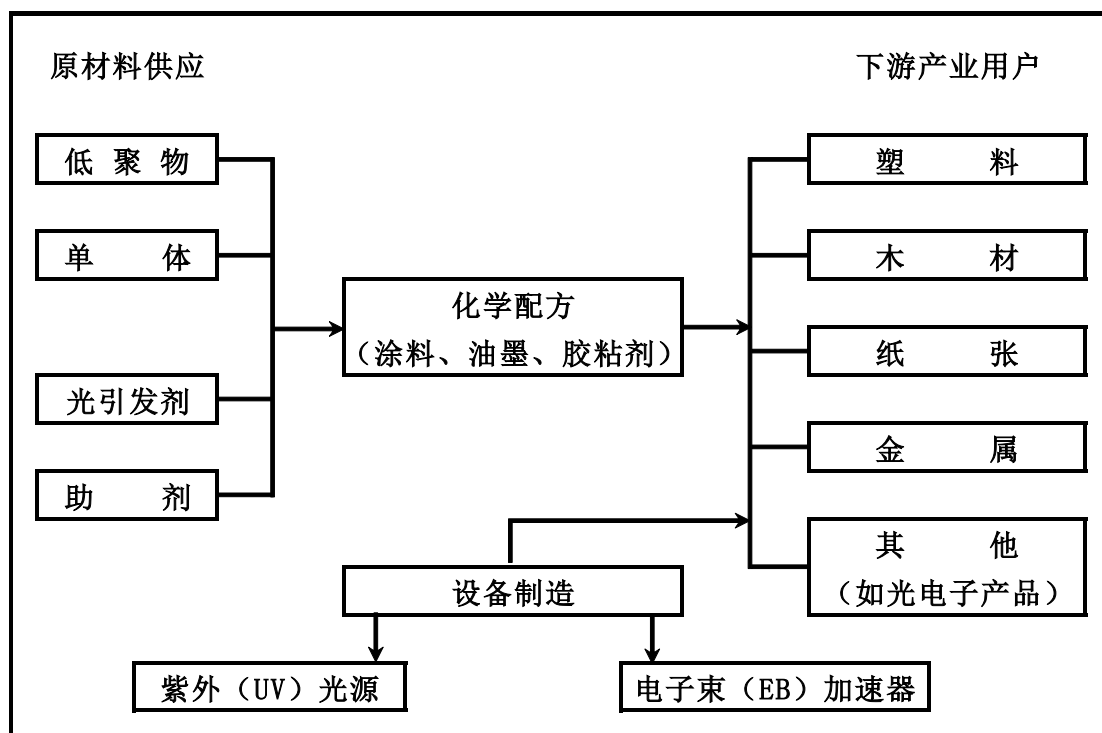 原材料供应
下游产业用户
低聚物
单体
光引发剂
助剂
化学配方
（涂料、油墨、胶粘剂）
塑料
木材
纸张
金属
其他
（如光电子产品）
设备制造
紫外（UV）光源
电子束（EB）加速器